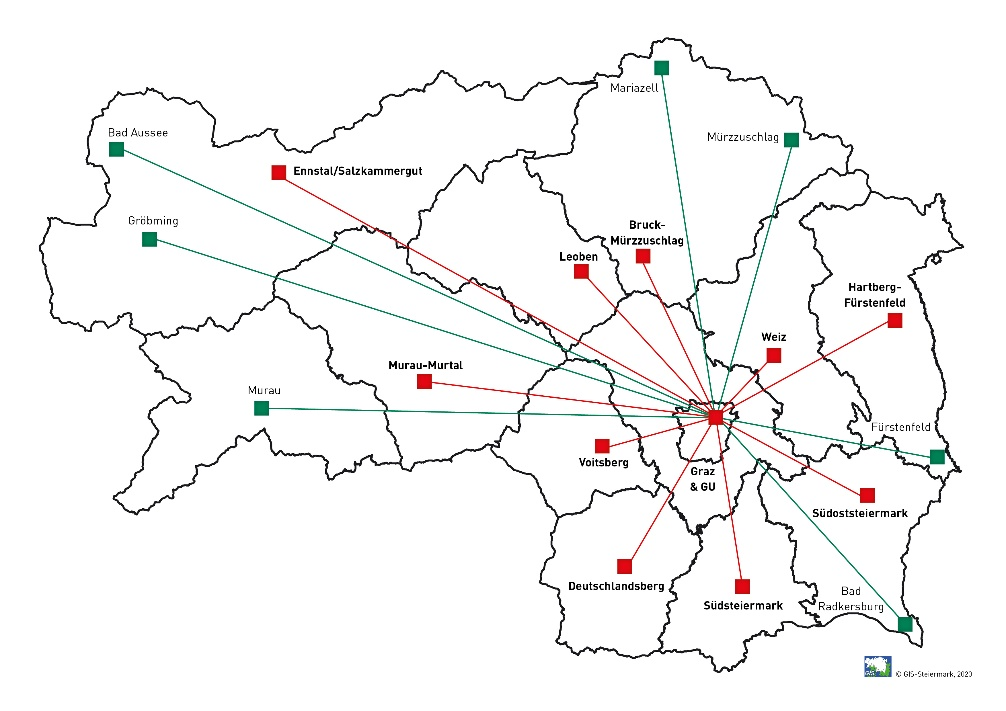 Mariazell
Bad Aussee
Mürzzuschlag
Ennstal/Salzkammergut
Gröbming
Bruck-
Mürzzuschlag
Leoben
Hartberg-
Fürstenfeld
Weiz
Murau-Murtal
Murau
Fürstenfeld
Voitsberg
Graz
& GU
Südoststeiermark
Deutschlandsberg
Bad
Radkersburg
Südsteiermark
GIS
© GIS-Steiermark, 2020